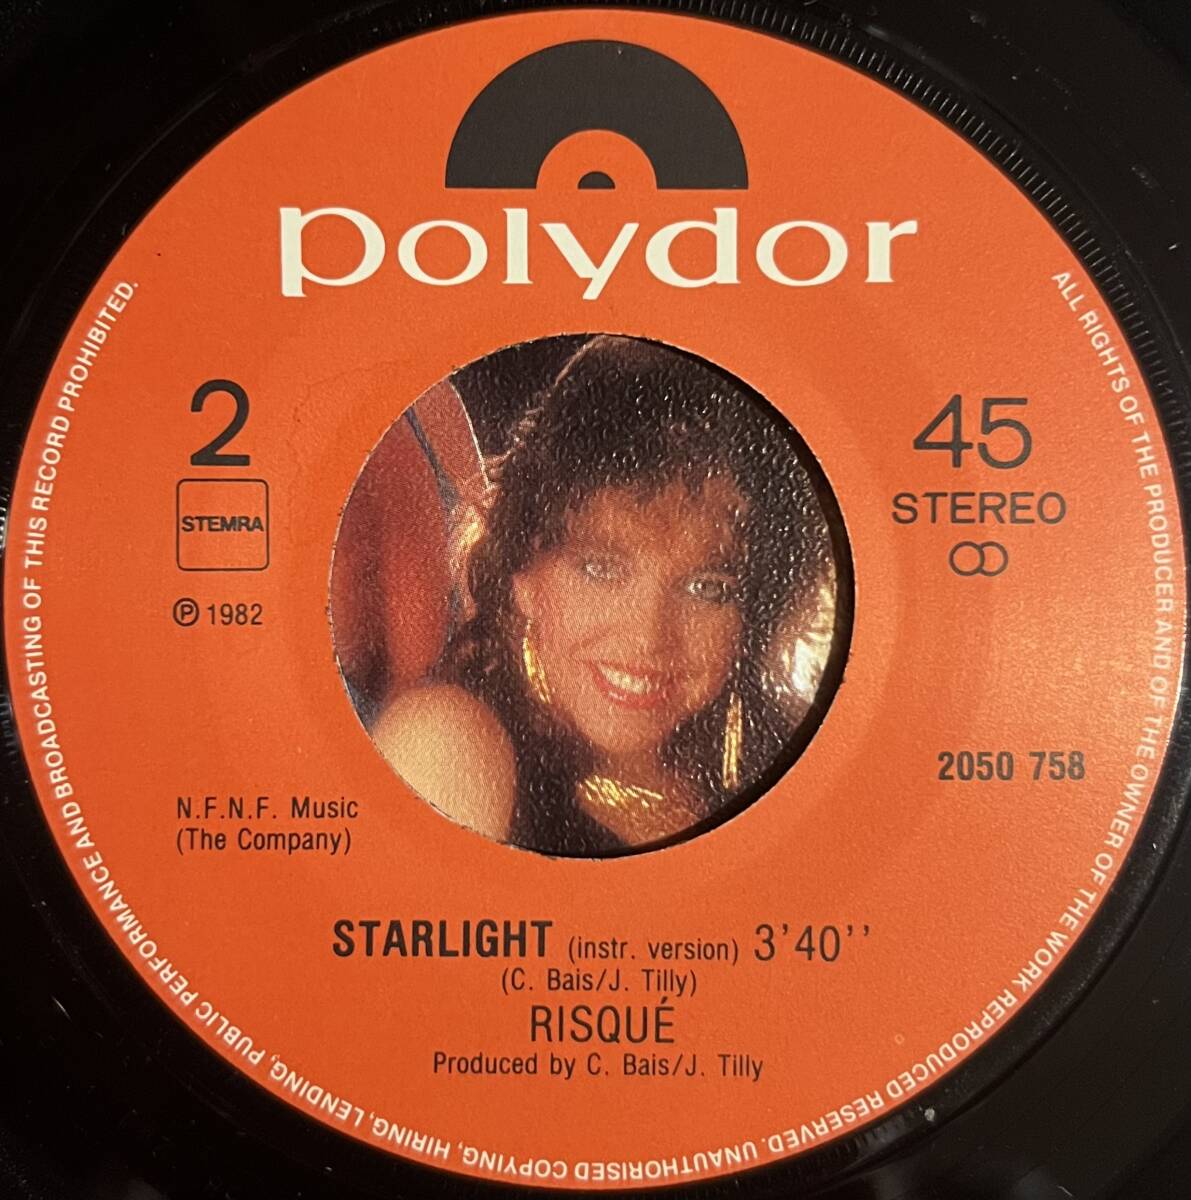 polydor
2
STEMRA
℗ 1982
45
STEREO
2050 758
N.F.N.F. Music
(The Company)
STARLIGHT (instr. version) 3'40''
(C. Bais/J. Tilly)
RISQUÉ
Produced by C. Bais/J. Tilly
ALL RIGHTS OF THE PRODUCER AND OF THE OWNER OF THE WORK REPRODUCED RESERVED. UNAUTHORISED COPYING, HIRING, LENDING, PUBLIC PERFORMANCE AND BROADCASTING OF THIS RECORD PROHIBITED.